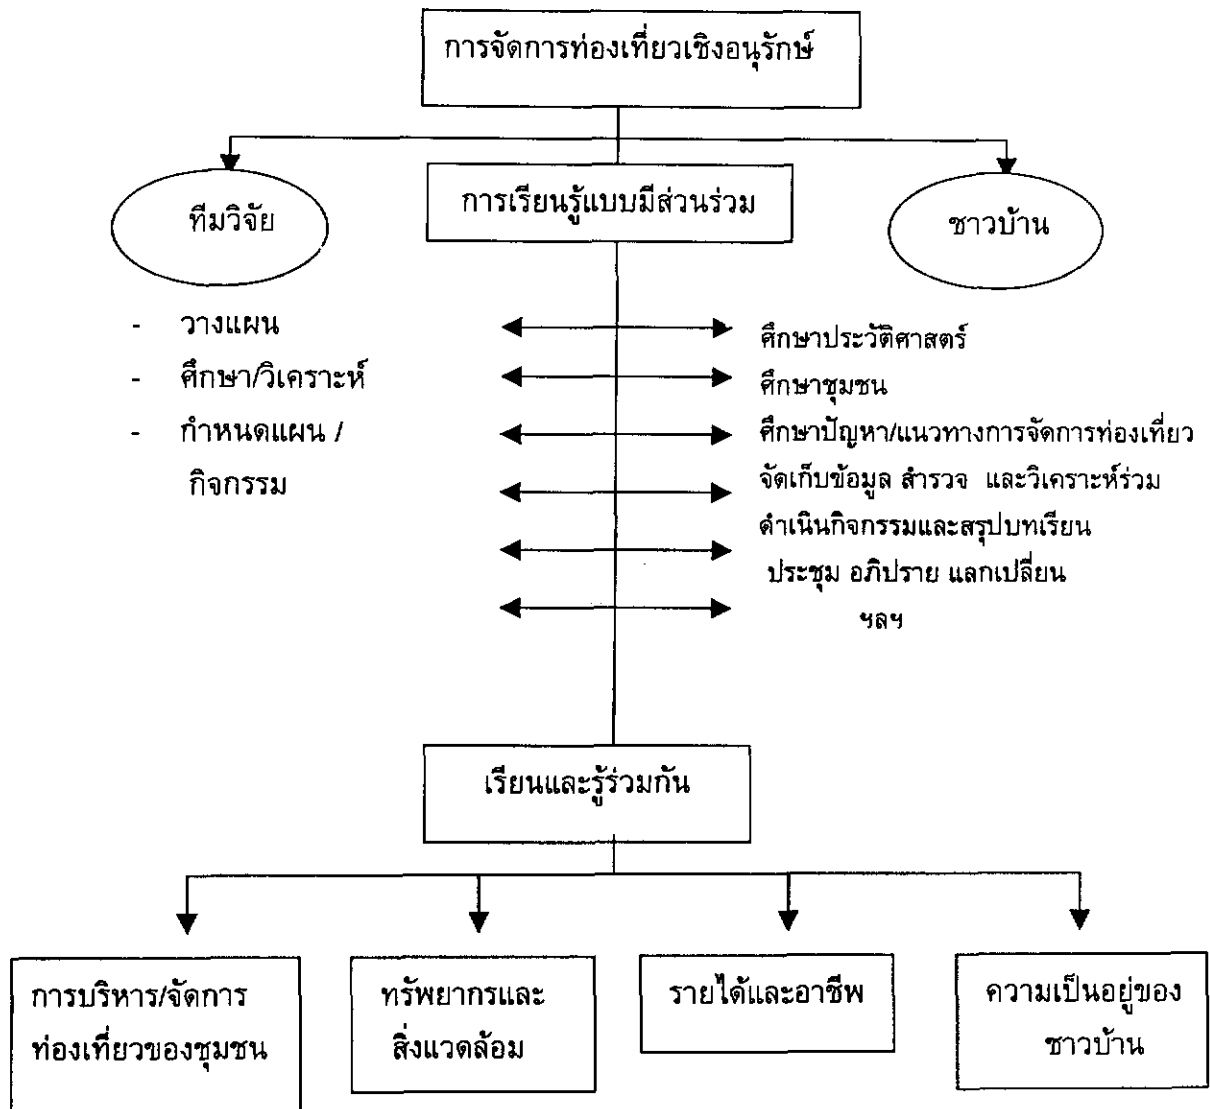 การจัดการท่องเที่ยวเชิงอนุรักษ์
ทีมวิจัย
การเรียนรู้แบบมีส่วนร่วม
ชาวบ้าน
- วางแผน
- ศึกษา/วิเคราะห์
- กำหนดแผน /
กิจกรรม
ศึกษาประวัติศาสตร์
ศึกษาชุมชน
ศึกษาปัญหา/แนวทางการจัดการท่องเที่ยว
จัดเก็บข้อมูล สำรวจ และวิเคราะห์ร่วม
ดำเนินกิจกรรมและสรุปบทเรียน
ประชุม อภิปราย แลกเปลี่ยน
ฯลฯ
เรียนและรู้ร่วมกัน
การบริหาร/จัดการ
ท่องเที่ยวของชุมชน
ทรัพยากรและ
สิ่งแวดล้อม
รายได้และอาชีพ
ความเป็นอยู่ของ
ชาวบ้าน